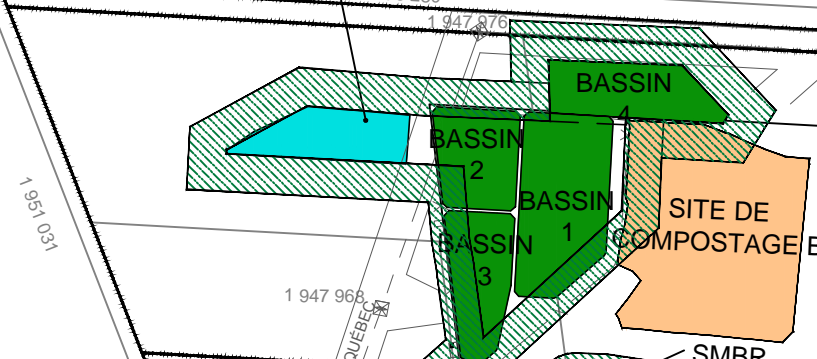 1 947 976
BASSIN
4
BASSIN
2
BASSIN
1
SITE DE
COMPOSTAGE
BASSIN
3
1 951 031
1 947 968
QUÉBEC
SMBR